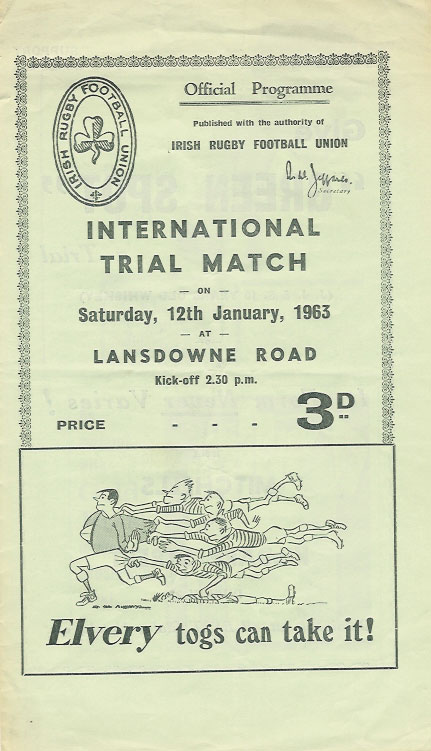 IRISH RUGBY FOOTBALL UNION
Official Programme
Published with the authority of
IRISH RUGBY FOOTBALL UNION
Secretary
INTERNATIONAL
TRIAL MATCH
— ON —
Saturday, 12th January, 1963
— AT —
LANSDOWNE ROAD
Kick-off 2.30 p.m.
PRICE - - - 3D
Elvery togs can take it!